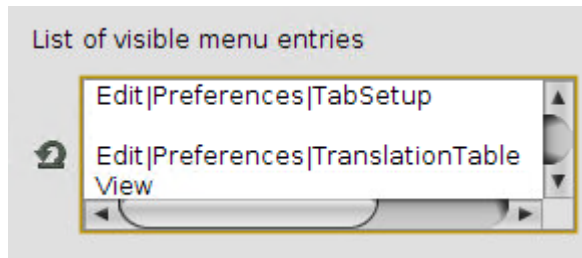 List of visible menu entries
Edit|Preferences|TabSetup
Edit|Preferences|TranslationTable
View